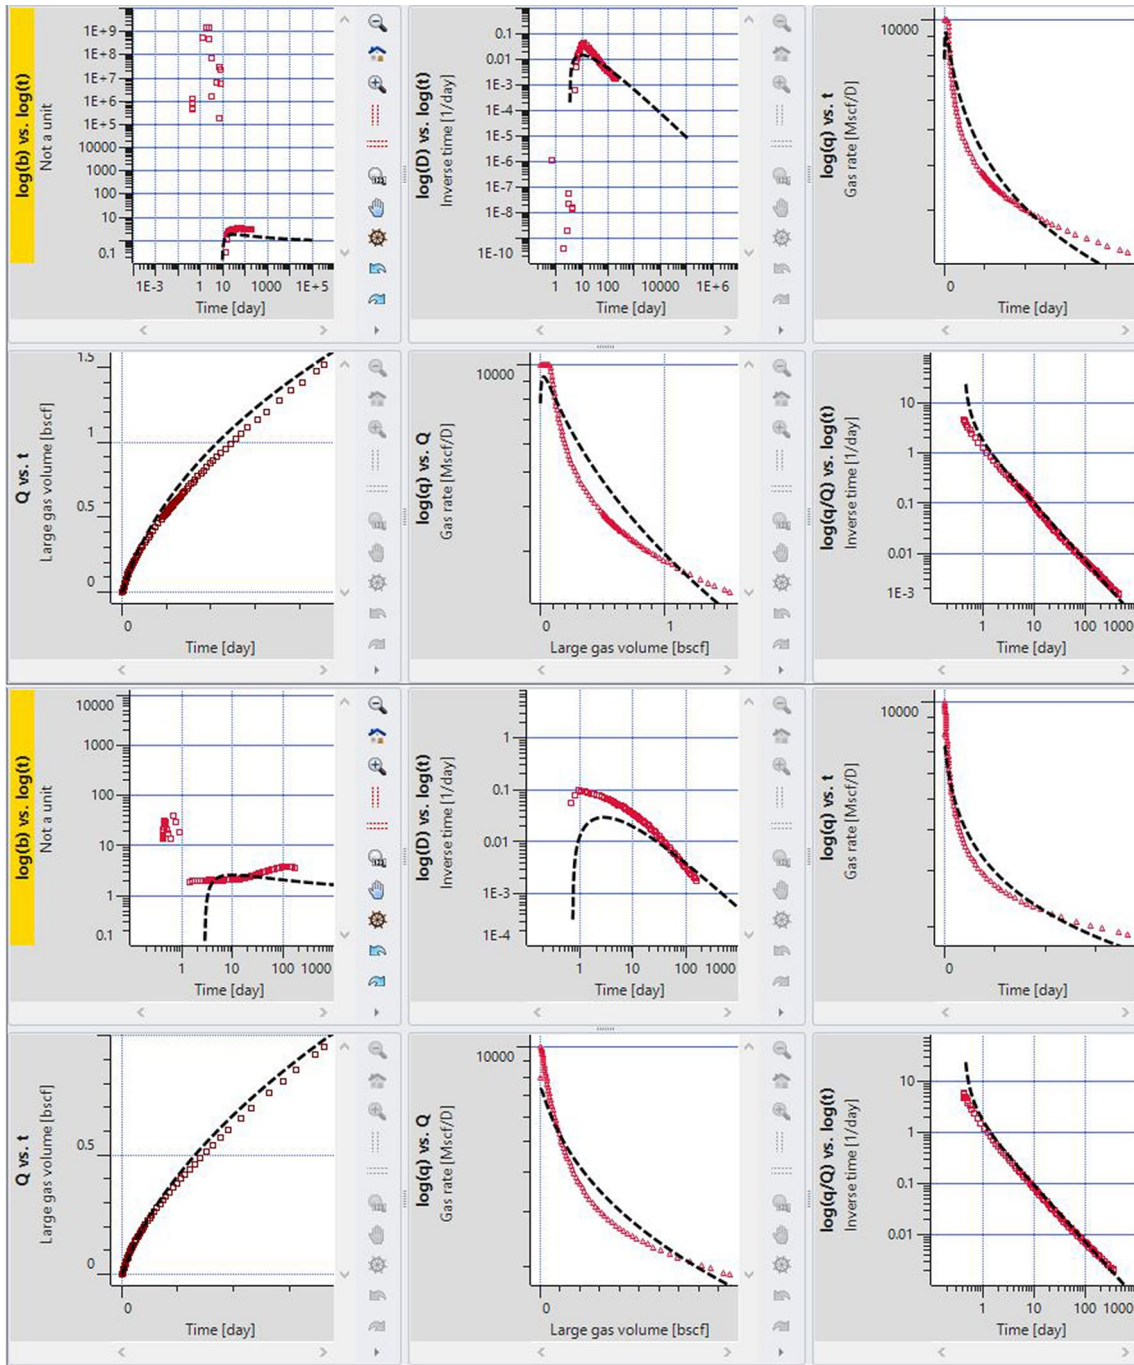 log(b) vs. log(t)
Not a unit
1E+9
1E+8
1E+7
1E+6
1E+5
10000
1000
100
10
0.1
1E-3
1
10
1000
1E+5
Time [day]
log(D) vs. log(t)
Inverse time [1/day]
0.1
0.01
1E-3
1E-4
1E-5
1E-6
1E-7
1E-8
1E-10
1
10
100
10000
1E+6
Time [day]
log(q) vs. t
Gas rate [Mscf/D]
10000
0
Time [day]
Q vs. t
Large gas volume [bscf]
1.5
1
0.5
0
0
Time [day]
log(q) vs. Q
Gas rate [Mscf/D]
10000
0
1
Large gas volume [bscf]
log(q/Q) vs. log(t)
Inverse time [1/day]
10
1
0.1
0.01
1E-3
1
10
100
1000
Time [day]
log(b) vs. log(t)
Not a unit
10000
1000
100
10
1
0.1
1
10
100
1000
Time [day]
log(D) vs. log(t)
Inverse time [1/day]
1
0.1
0.01
1E-3
1E-4
1
10
100
1000
Time [day]
log(q) vs. t
Gas rate [Mscf/D]
10000
0
Time [day]
Q vs. t
Large gas volume [bscf]
0.5
0
0
Time [day]
log(q) vs. Q
Gas rate [Mscf/D]
10000
0
Large gas volume [bscf]
log(q/Q) vs. log(t)
Inverse time [1/day]
10
1
0.1
0.01
1
10
100
1000
Time [day]